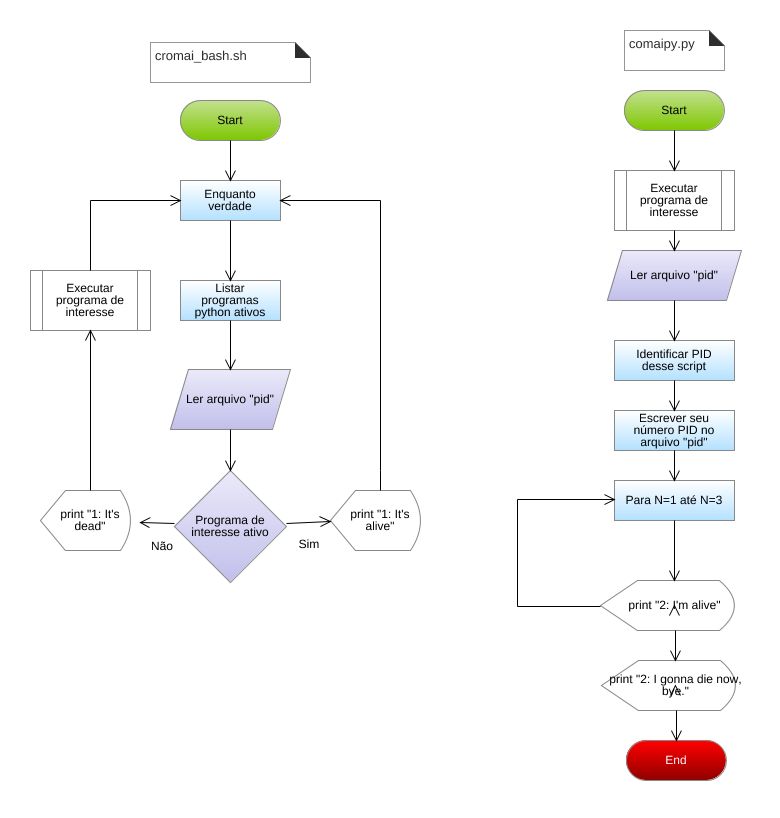 cromai_bash.sh
Start
Enquanto
verdade
Executar
programa de
interesse
Listar
programas
python ativos
Ler arquivo "pid"
print "1: It's
dead"
Não
Programa de
interesse ativo
Sim
print "1: It's
alive"
comaipy.py
Start
Executar
programa de
interesse
Ler arquivo "pid"
Identificar PID
desse script
Escrever seu
número PID no
arquivo "pid"
Para N=1 até N=3
print "2: I'm alive"
print "2: I gonna die now,
bye."
End